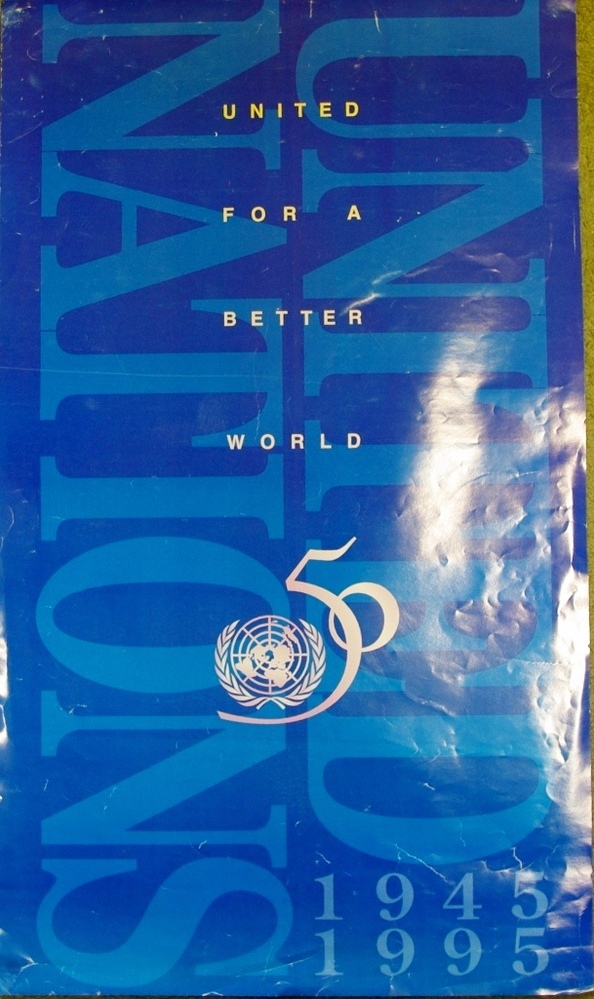 UNITED
NATIONS
UNITED
FOR A
BETTER
WORLD
50
1945
1995